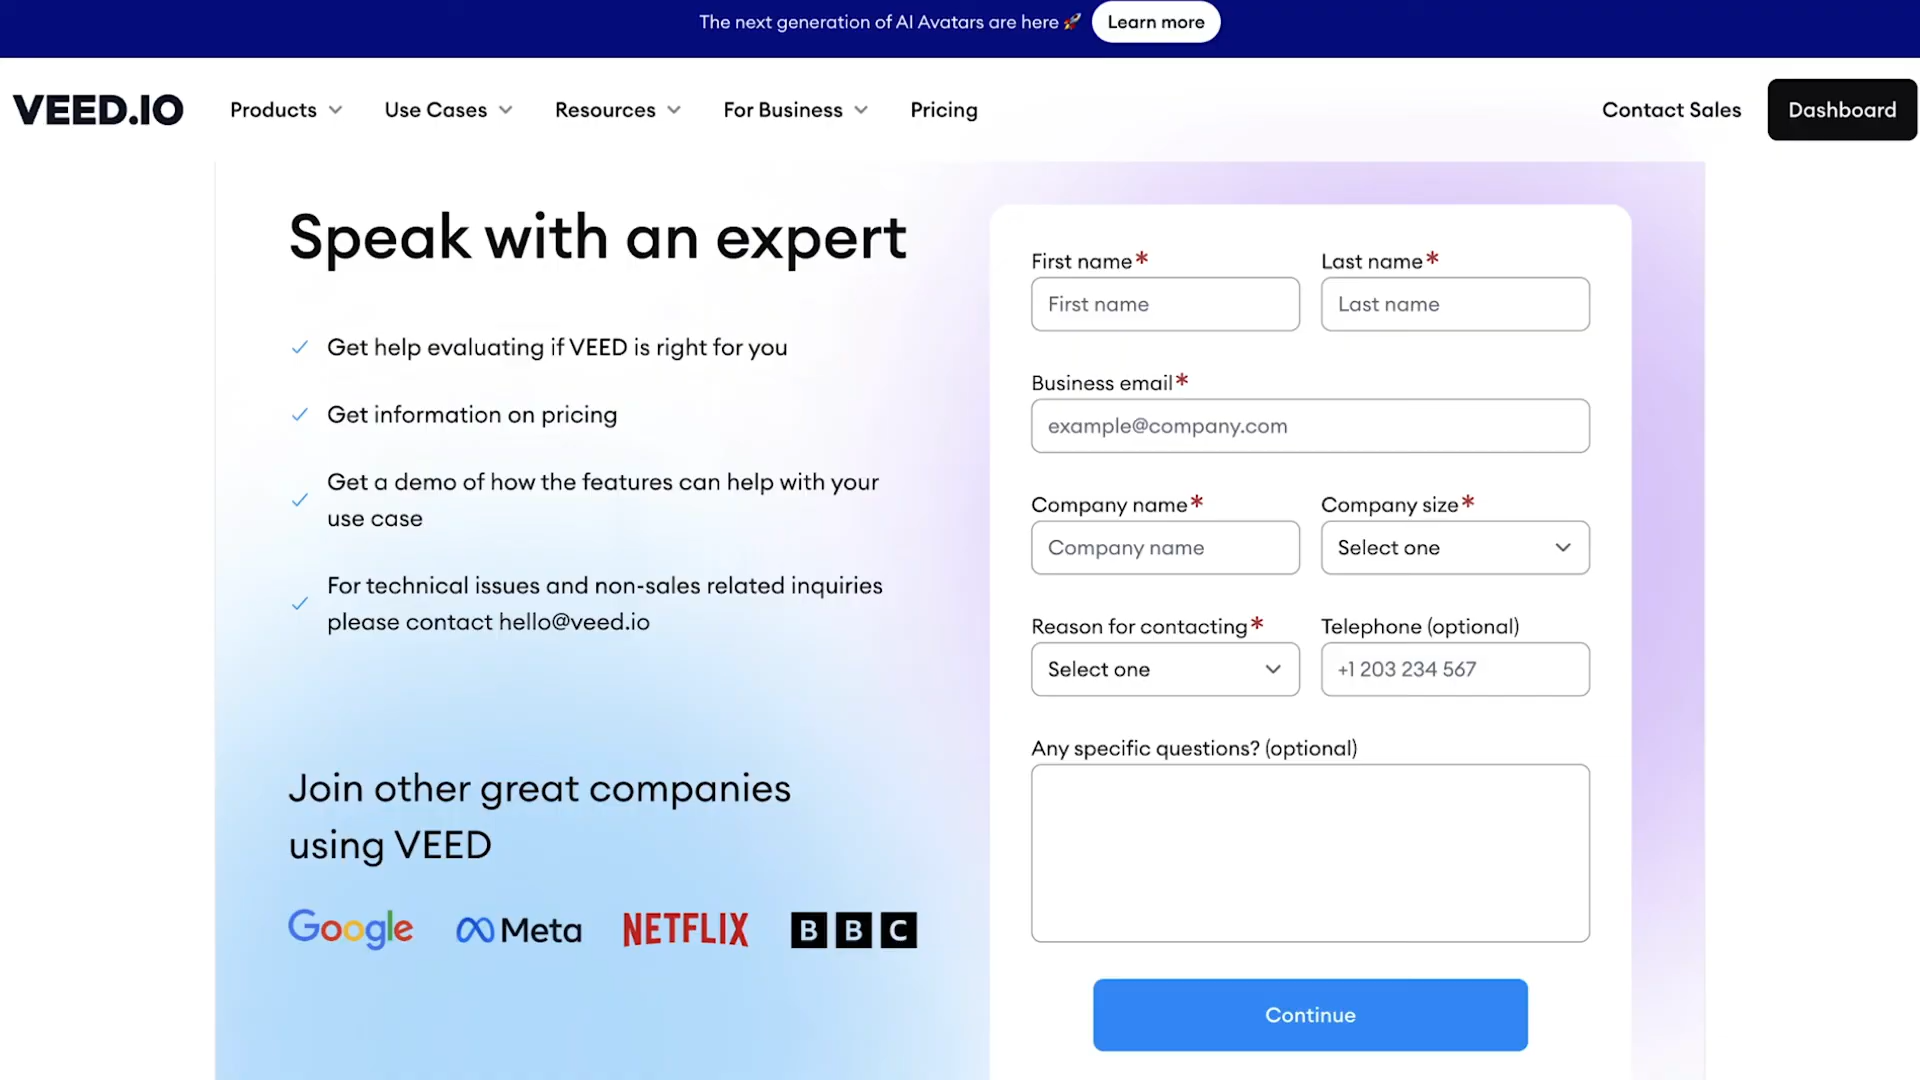 The next generation of AI Avatars are here 🚀 Learn more
VEED.IO Products Use Cases Resources For Business Pricing Contact Sales Dashboard
Speak with an expert
Get help evaluating if VEED is right for you
Get information on pricing
Get a demo of how the features can help with your
use case
For technical issues and non-sales related inquiries
please contact hello@veed.io
Join other great companies
using VEED
Google Meta NETFLIX BBC
First name* Last name*
First name Last name
Business email*
example@company.com
Company name* Company size*
Company name Select one
Reason for contacting* Telephone (optional)
Select one +1 203 234 567
Any specific questions? (optional)
Continue